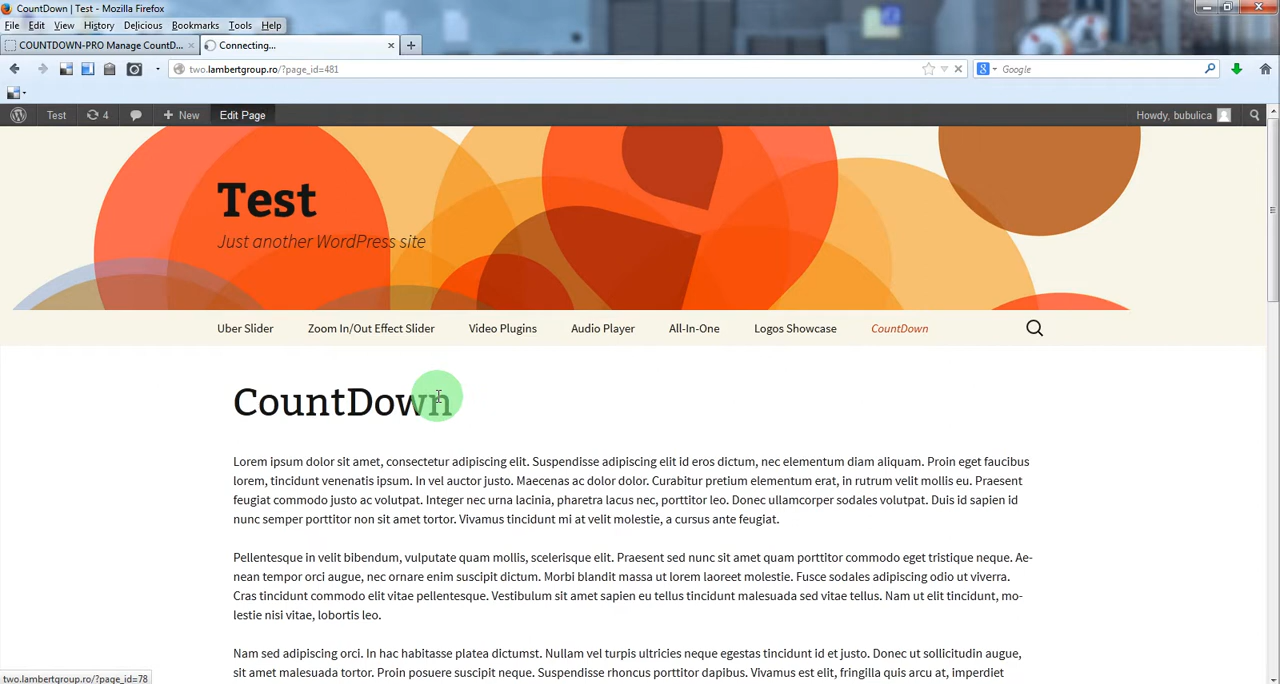 CountDown | Test - Mozilla Firefox
File Edit View History Delicious Bookmarks Tools Help
COUNTDOWN-PRO Manage CountD... Connecting...
two.lambertgroup.ro/?page_id=481
Google
Test 4 New Edit Page Howdy, bubulica
Test
Just another WordPress site
Uber Slider Zoom In/Out Effect Slider Video Plugins Audio Player All-In-One Logos Showcase CountDown
CountDown
Lorem ipsum dolor sit amet, consectetur adipiscing elit. Suspendisse adipiscing elit id eros dictum, nec elementum diam aliquam. Proin eget faucibus
lorem, tincidunt venenatis ipsum. In vel auctor justo. Maecenas ac dolor dolor. Curabitur pretium elementum erat, in rutrum velit mollis eu. Praesent
feugiat commodo justo ac volutpat. Integer nec urna lacinia, pharetra lacus nec, porttitor leo. Donec ullamcorper sodales volutpat. Duis id sapien id
nunc semper porttitor non sit amet tortor. Vivamus tincidunt mi at velit molestie, a cursus ante feugiat.
Pellentesque in velit bibendum, vulputate quam mollis, scelerisque elit. Praesent sed nunc sit amet quam porttitor commodo eget tristique neque. Ae-
nean tempor orci augue, nec ornare enim suscipit dictum. Morbi blandit massa ut lorem laoreet molestie. Fusce sodales adipiscing odio ut viverra.
Cras tincidunt commodo elit vitae pellentesque. Vestibulum sit amet sapien eu tellus tincidunt malesuada sed vitae tellus. Nam ut elit tincidunt, mo-
lestie nisi vitae, lobortis leo.
Nam sed adipiscing orci. In hac habitasse platea dictumst. Nullam vel turpis ultricies neque egestas tincidunt id et justo. Donec ut sollicitudin augue,
sit amet malesuada tortor. Proin posuere suscipit neque. Suspendisse rhoncus porttitor dapibus. Vivamus est elit, fringilla quis arcu at, imperdiet
two.lambertgroup.ro/?page_id=78